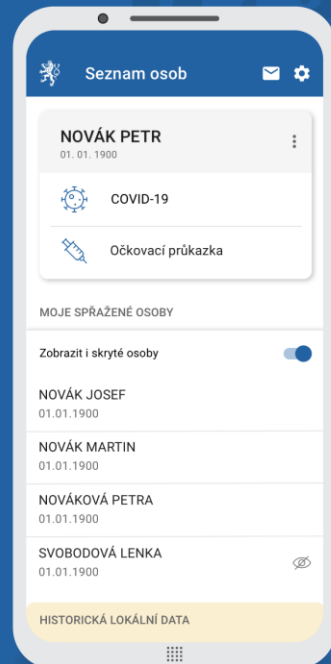 Seznam osob
NOVÁK PETR
01. 01. 1900
COVID-19
Očkovací průkazka
MOJE SPŘAŽENÉ OSOBY
Zobrazit i skryté osoby
NOVÁK JOSEF
01.01.1900
NOVÁK MARTIN
01.01.1900
NOVÁKOVÁ PETRA
01.01.1900
SVOBODOVÁ LENKA
01.01.1900
HISTORICKÁ LOKÁLNÍ DATA